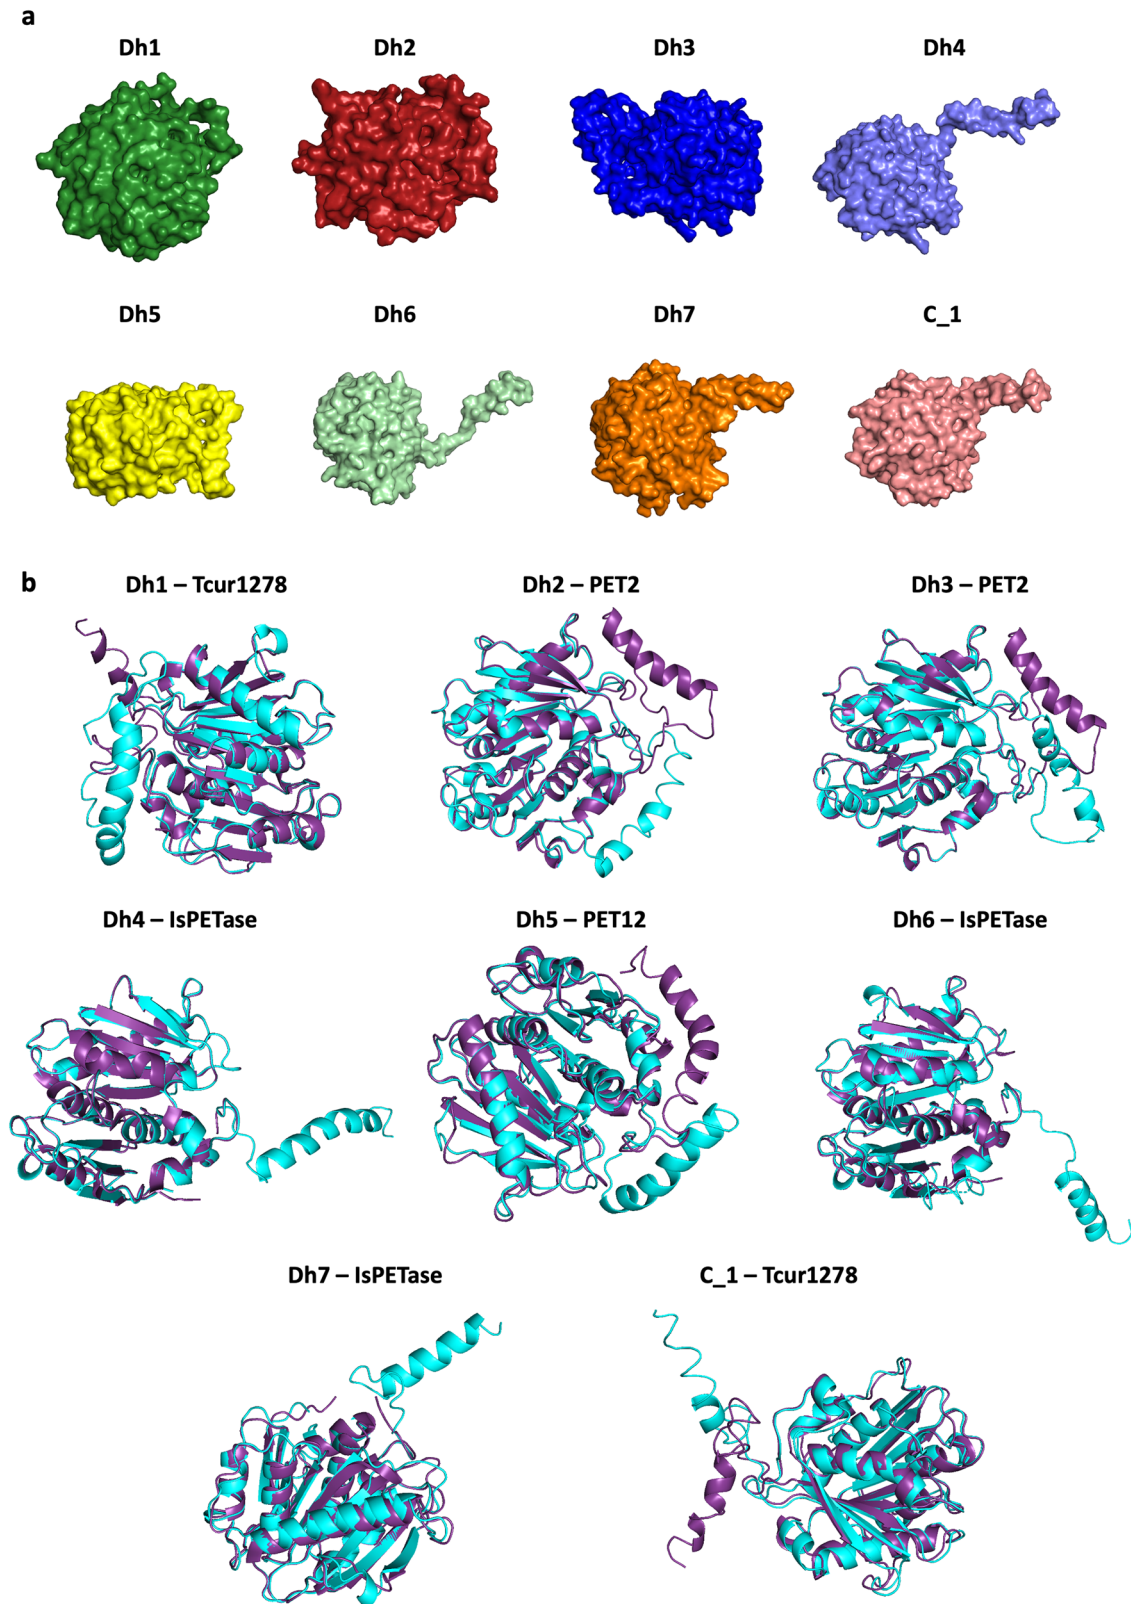 a
Dh1 Dh2 Dh3 Dh4
Dh5 Dh6 Dh7 C_1
b
Dh1 – Tcur1278 Dh2 – PET2 Dh3 – PET2
Dh4 – IsPETase Dh5 – PET12 Dh6 – IsPETase
Dh7 – IsPETase C_1 – Tcur1278